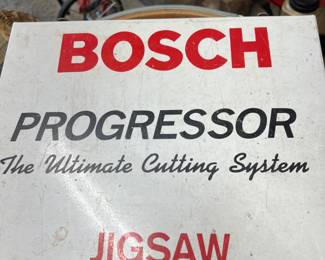 BOSCH
PROGRESSOR
The Ultimate Cutting System
JIGSAW